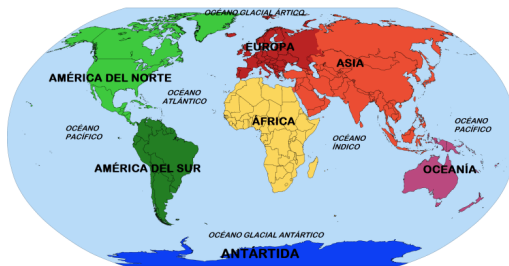 OCÉANO GLACIAL ÁRTICO
EUROPA
ASIA
AMÉRICA DEL NORTE
OCÉANO
ATLÁNTICO
ÁFRICA
OCÉANO
PACÍFICO
OCÉANO
ÍNDICO
OCÉANO
PACÍFICO
AMÉRICA DEL SUR
OCEANÍA
OCÉANO GLACIAL ANTÁRTICO
ANTÁRTIDA